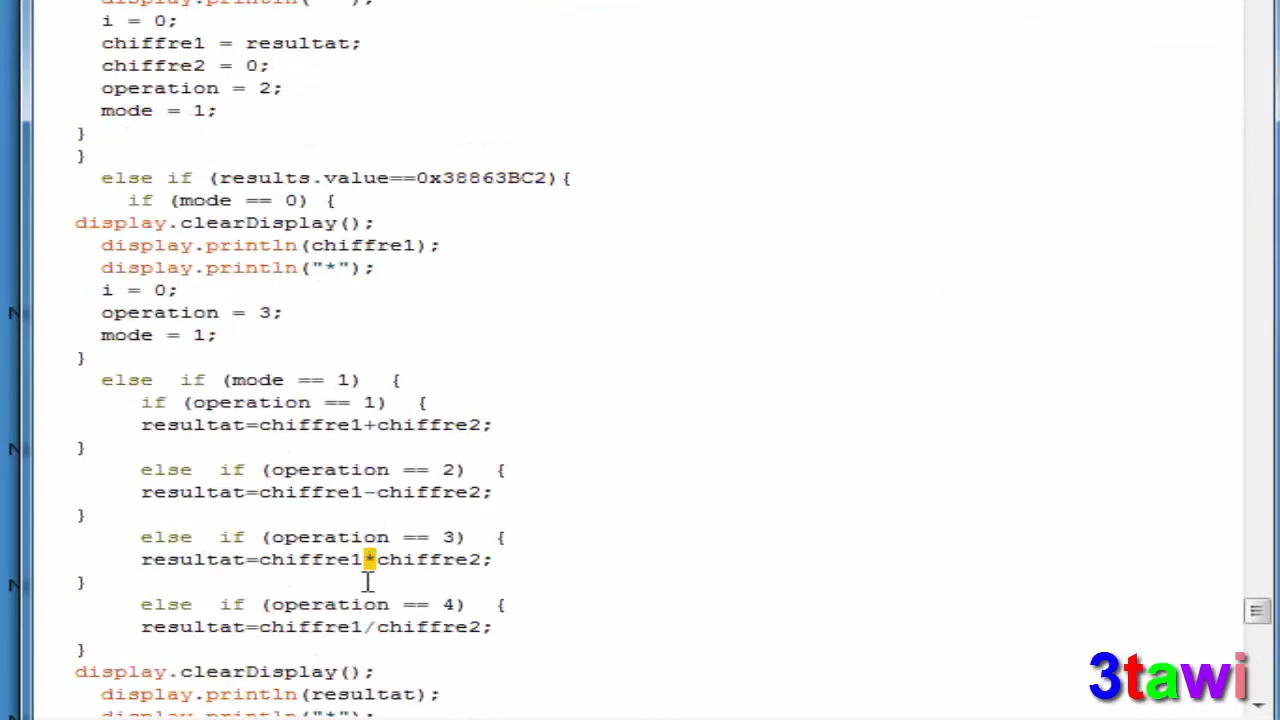 i = 0;
chiffre1 = resultat;
chiffre2 = 0;
operation = 2;
mode = 1;
}
}
else if (results.value==0x38863BC2){
if (mode == 0) {
display.clearDisplay();
display.println(chiffre1);
display.println("*");
i = 0;
operation = 3;
mode = 1;
}
else if (mode == 1) {
if (operation == 1) {
resultat=chiffre1+chiffre2;
}
else if (operation == 2) {
resultat=chiffre1-chiffre2;
}
else if (operation == 3) {
resultat=chiffre1*chiffre2;
}
else if (operation == 4) {
resultat=chiffre1/chiffre2;
}
display.clearDisplay();
display.println(resultat);
display.println("*");
3tawi